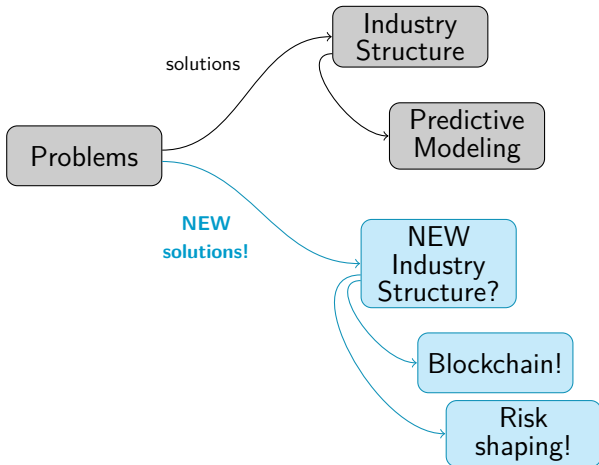 Industry
Structure
solutions
Predictive
Modeling
Problems
NEW
solutions!
NEW
Industry
Structure?
Blockchain!
Risk
shaping!